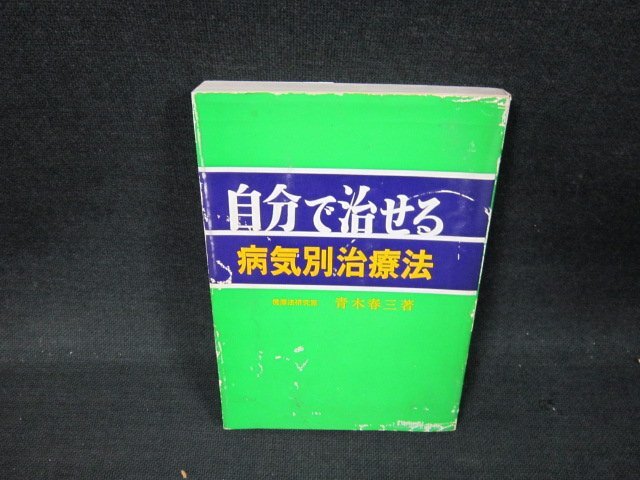 自分で治せる
病気別治療法
青木春三著